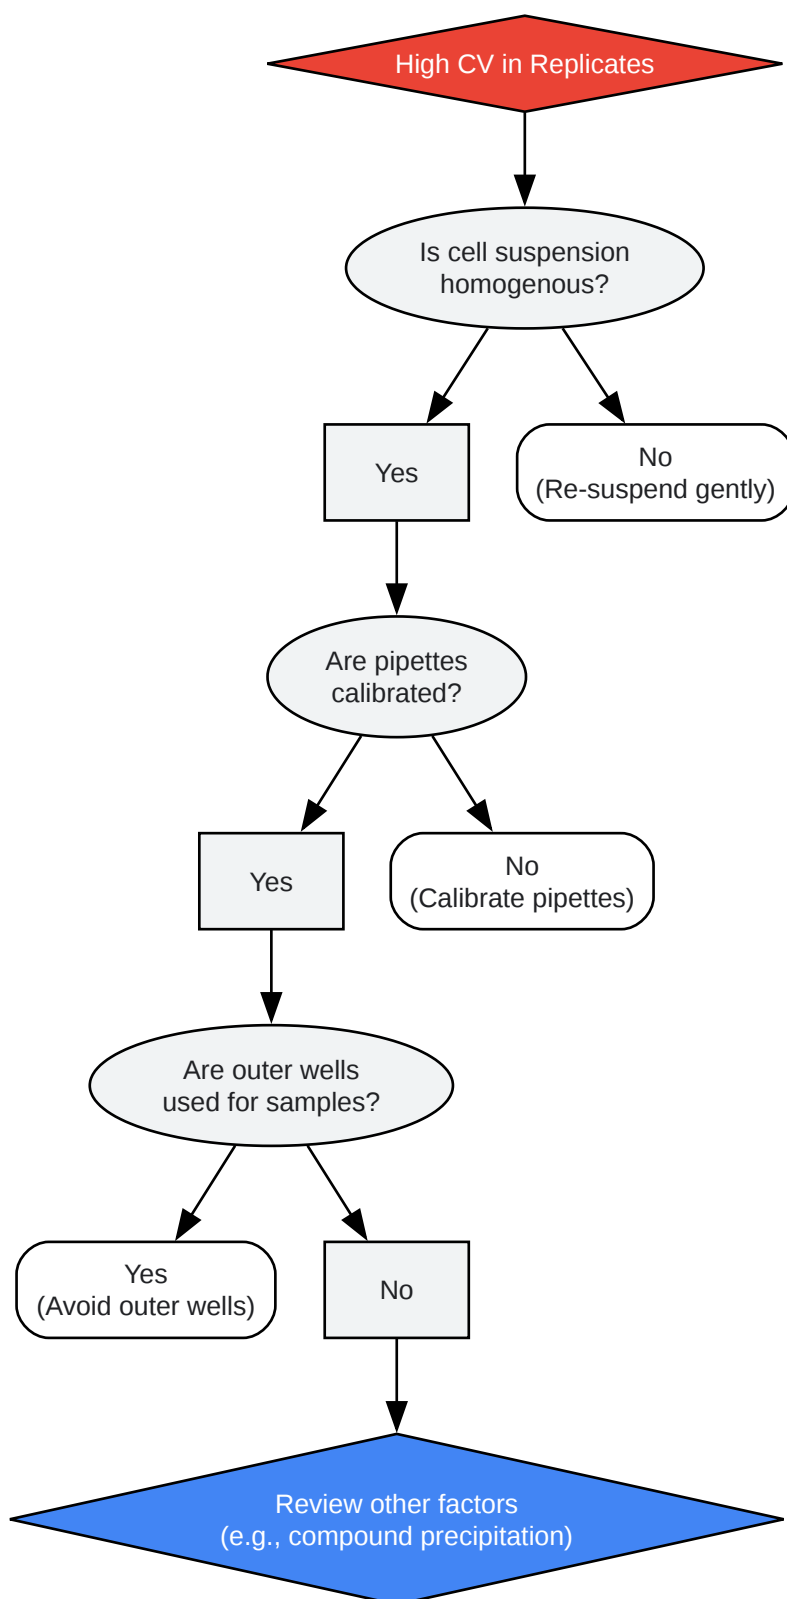 High CV in Replicates
Is cell suspension
homogenous?
Yes
No
(Re-suspend gently)
Are pipettes
calibrated?
Yes
No
(Calibrate pipettes)
Are outer wells
used for samples?
Yes
(Avoid outer wells)
No
Review other factors
(e.g., compound precipitation)